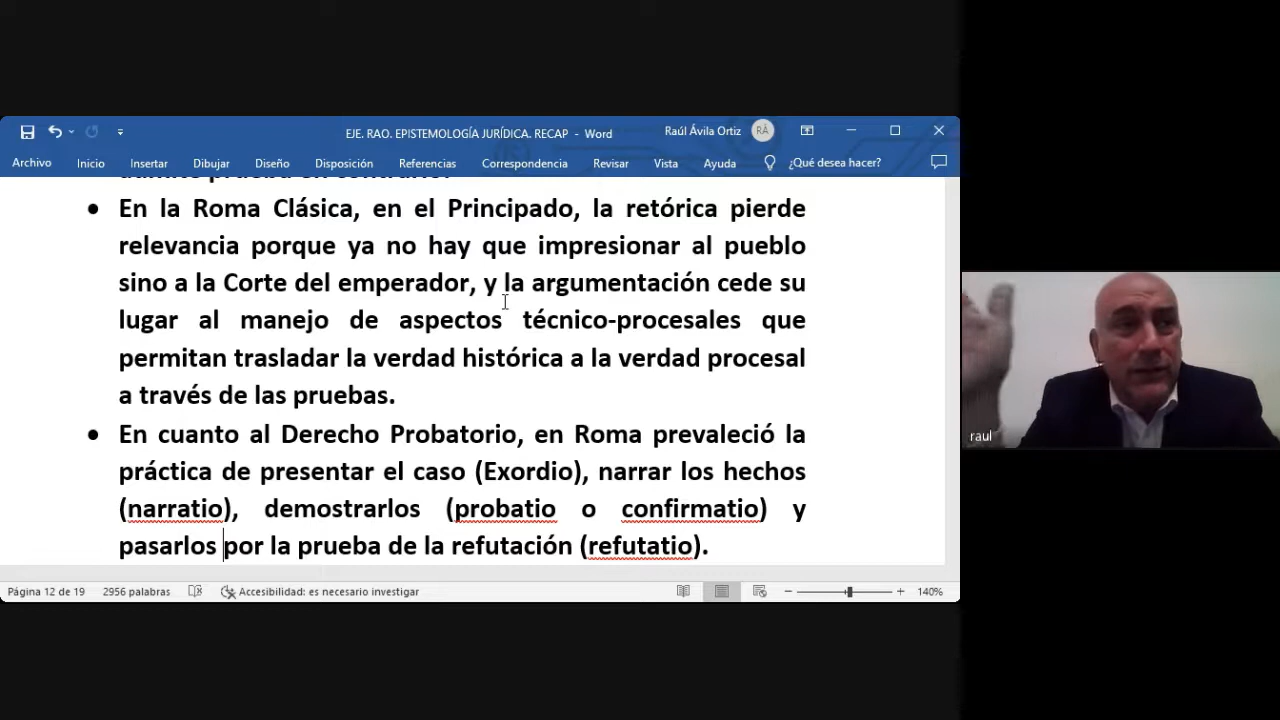 EJE. RAO. EPISTEMOLOGÍA JURÍDICA. RECAP - Word
Raúl Ávila Ortiz RÁ
Archivo Inicio Insertar Dibujar Diseño Disposición Referencias Correspondencia Revisar Vista Ayuda ¿Qué desea hacer?
• En la Roma Clásica, en el Principado, la retórica pierde
relevancia porque ya no hay que impresionar al pueblo
sino a la Corte del emperador, y la argumentación cede su
lugar al manejo de aspectos técnico-procesales que
permitan trasladar la verdad histórica a la verdad procesal
a través de las pruebas.
• En cuanto al Derecho Probatorio, en Roma prevaleció la
práctica de presentar el caso (Exordio), narrar los hechos
(narratio), demostrarlos (probatio o confirmatio) y
pasarlos por la prueba de la refutación (refutatio).
raul
Página 12 de 19 2956 palabras Accesibilidad: es necesario investigar 140%